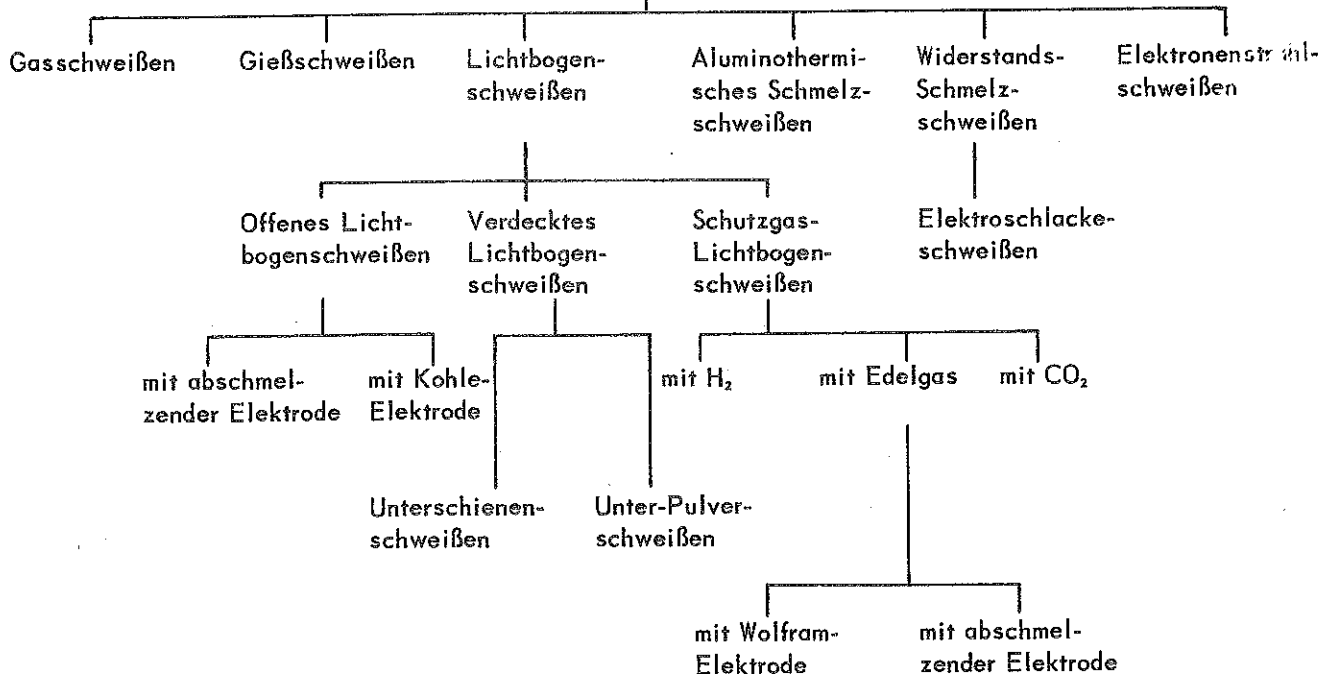 Gasschweißen
Gießschweißen
Lichtbogen-
schweißen
Aluminothermi-
sches Schmelz-
schweißen
Widerstands-
Schmelz-
schweißen
Elektronenstrahl-
schweißen
Offenes Licht-
bogenschweißen
Verdecktes
Lichtbogen-
schweißen
Schutzgas-
Lichtbogen-
schweißen
Elektroschlacke-
schweißen
mit abschmel-
zender Elektrode
mit Kohle-
Elektrode
mit H₂
mit Edelgas
mit CO₂
Unterschienen-
schweißen
Unter-Pulver-
schweißen
mit Wolfram-
Elektrode
mit abschmel-
zender Elektrode